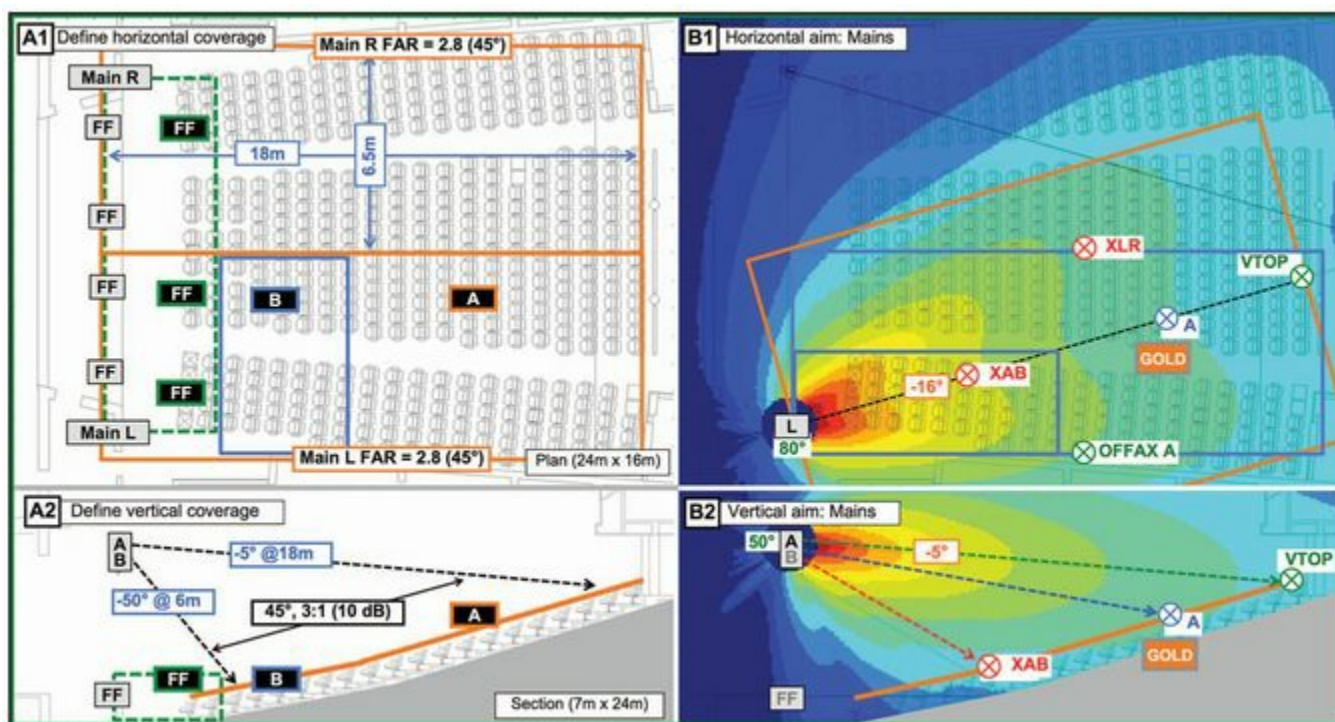 A1 Define horizontal coverage
Main R FAR = 2.8 (45°)
Main R
FF
FF
18m
6.5m
FF
FF
FF
B
A
FF
FF
Main L
Main L FAR = 2.8 (45°)
Plan (24m x 16m)
B1 Horizontal aim: Mains
XLR
VTOP
A
GOLD
XAB
-16°
L
80°
OFFAX A
A2 Define vertical coverage
A
B
-5° @18m
-50° @ 6m
45°, 3:1 (10 dB)
A
FF
B
FF
Section (7m x 24m)
B2 Vertical aim: Mains
50°
A
B
-5°
VTOP
A
GOLD
XAB
FF